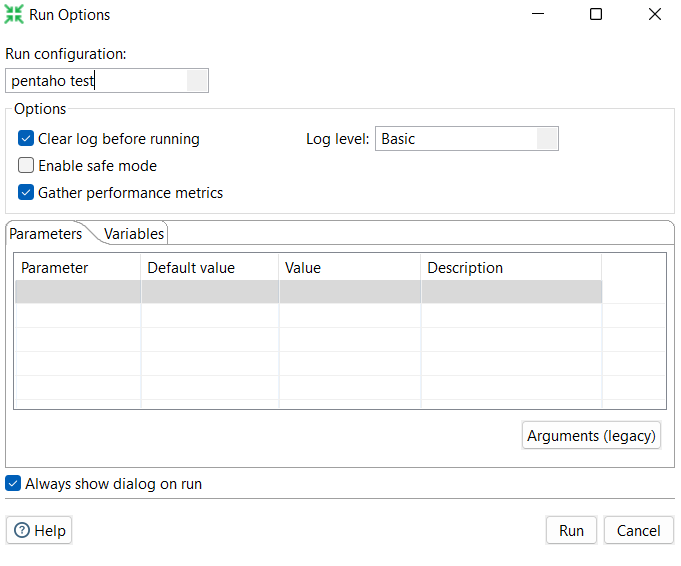 Run Options
Run configuration:
pentaho test
Options
Clear log before running Log level: Basic
Enable safe mode
Gather performance metrics
Parameters Variables
Parameter Default value Value Description
Arguments (legacy)
Always show dialog on run
Help Run Cancel